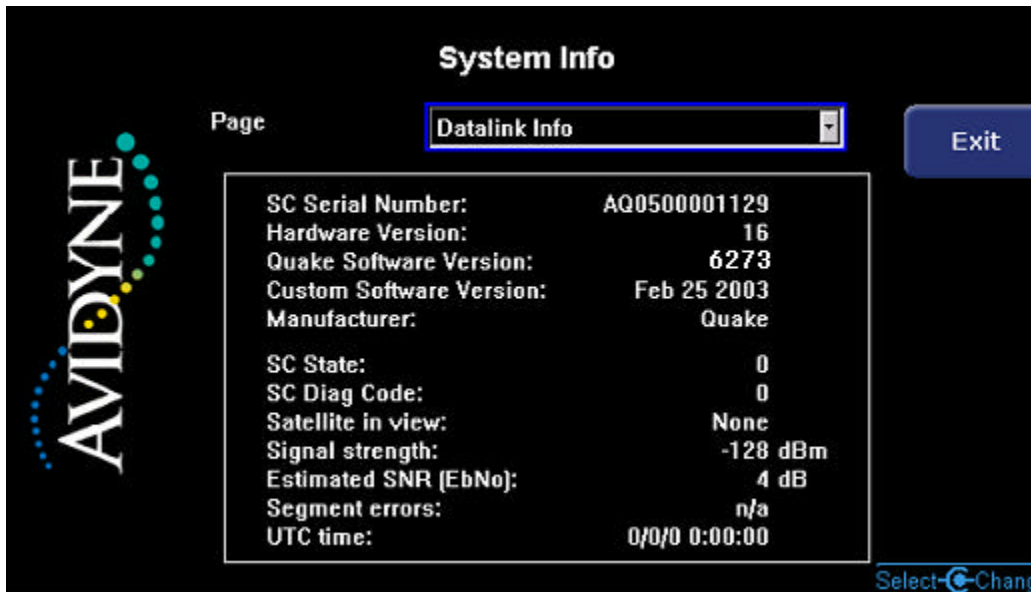 System Info
Page
Datalink Info
Exit
AVIDYNE
SC Serial Number: AQ0500001129
Hardware Version: 16
Quake Software Version: 6273
Custom Software Version: Feb 25 2003
Manufacturer: Quake
SC State: 0
SC Diag Code: 0
Satellite in view: None
Signal strength: -128 dBm
Estimated SNR (EbNo): 4 dB
Segment errors: n/a
UTC time: 0/0/0 0:00:00
Select Chang